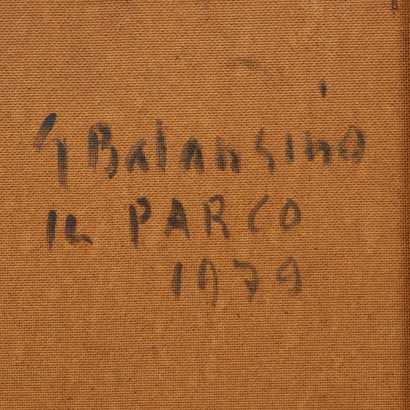 G Balansino
IL PARCO
1979